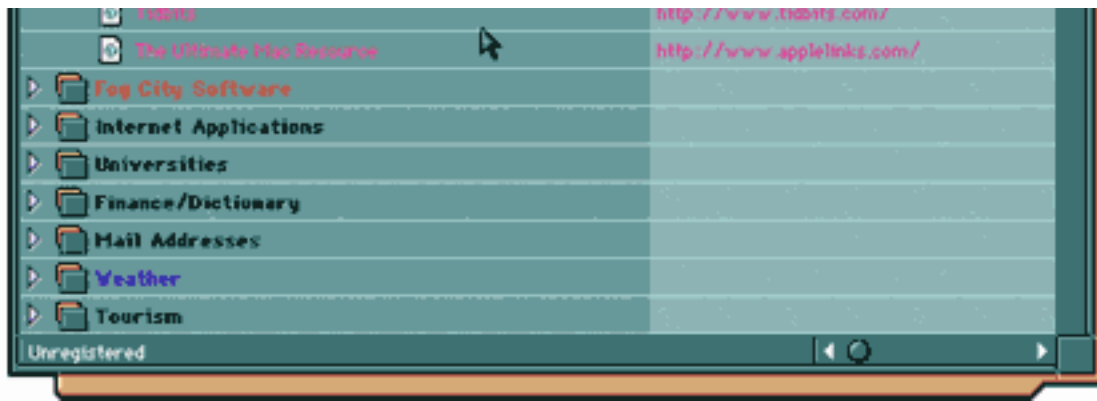 Tidbits http://www.tidbits.com/
The Ultimate Mac Resource http://www.applelinks.com/
Fog City Software
Internet Applications
Universities
Finance/Dictionary
Mail Addresses
Weather
Tourism
Unregistered